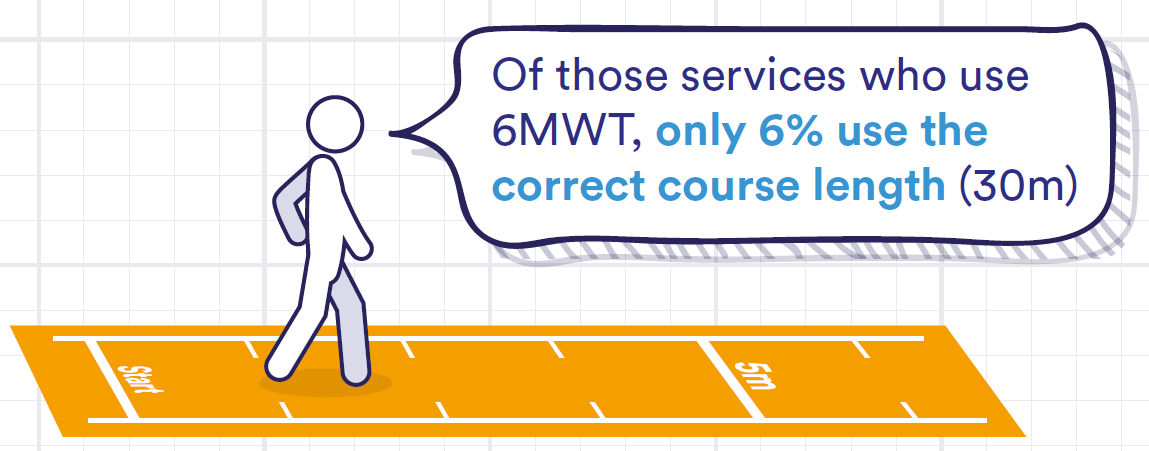 Of those services who use
6MWT, only 6% use the
correct course length (30m)
Start
5m